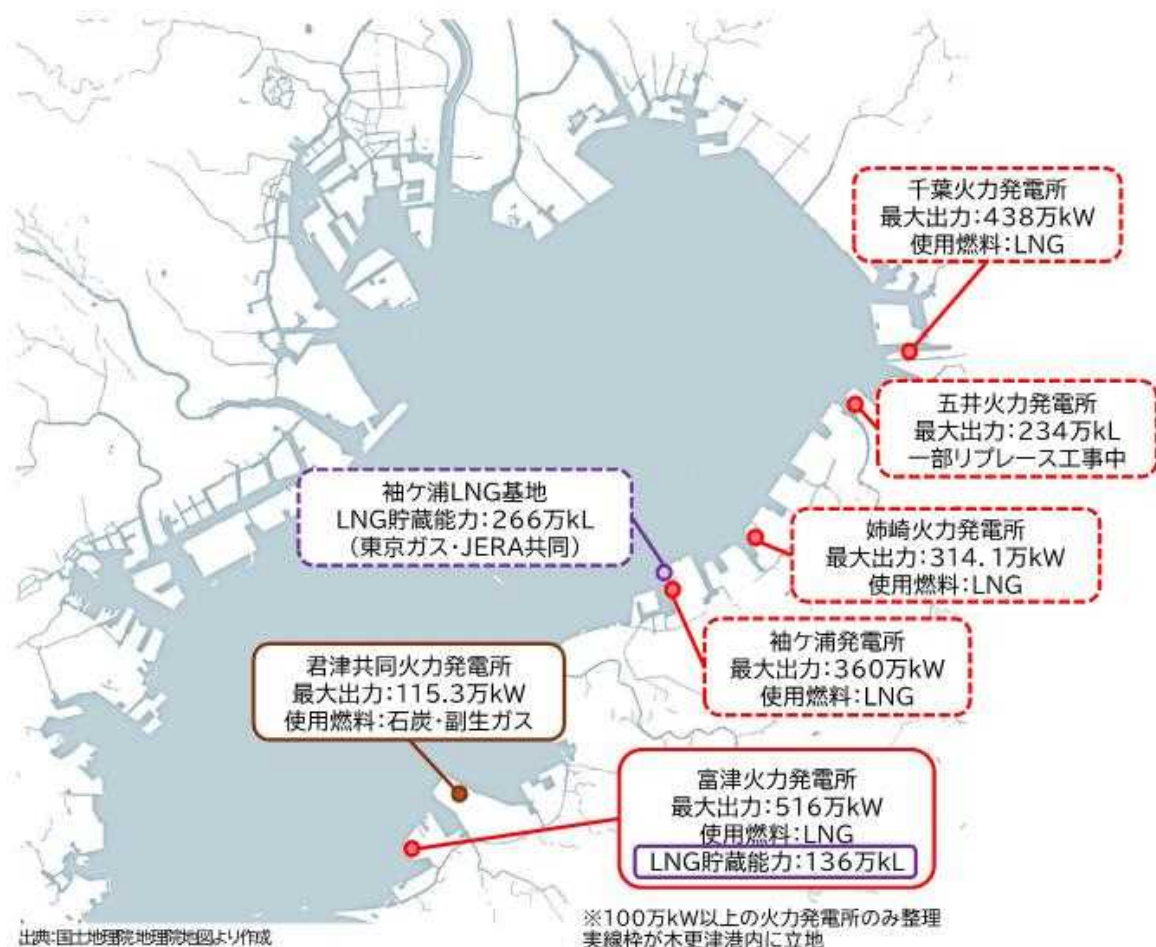 千葉火力発電所
最大出力:438万kW
使用燃料:LNG
五井火力発電所
最大出力:234万kL
一部リプレース工事中
袖ケ浦LNG基地
LNG貯蔵能力:266万kL
(東京ガス・JERA共同)
姉崎火力発電所
最大出力:314.1万kW
使用燃料:LNG
袖ケ浦発電所
最大出力:360万kW
使用燃料:LNG
君津共同火力発電所
最大出力:115.3万kW
使用燃料:石炭・副生ガス
富津火力発電所
最大出力:516万kW
使用燃料:LNG
LNG貯蔵能力:136万kL
※100万kW以上の火力発電所のみ整理
実線枠が木更津港内に立地
出典:国土地理院地理院地図より作成